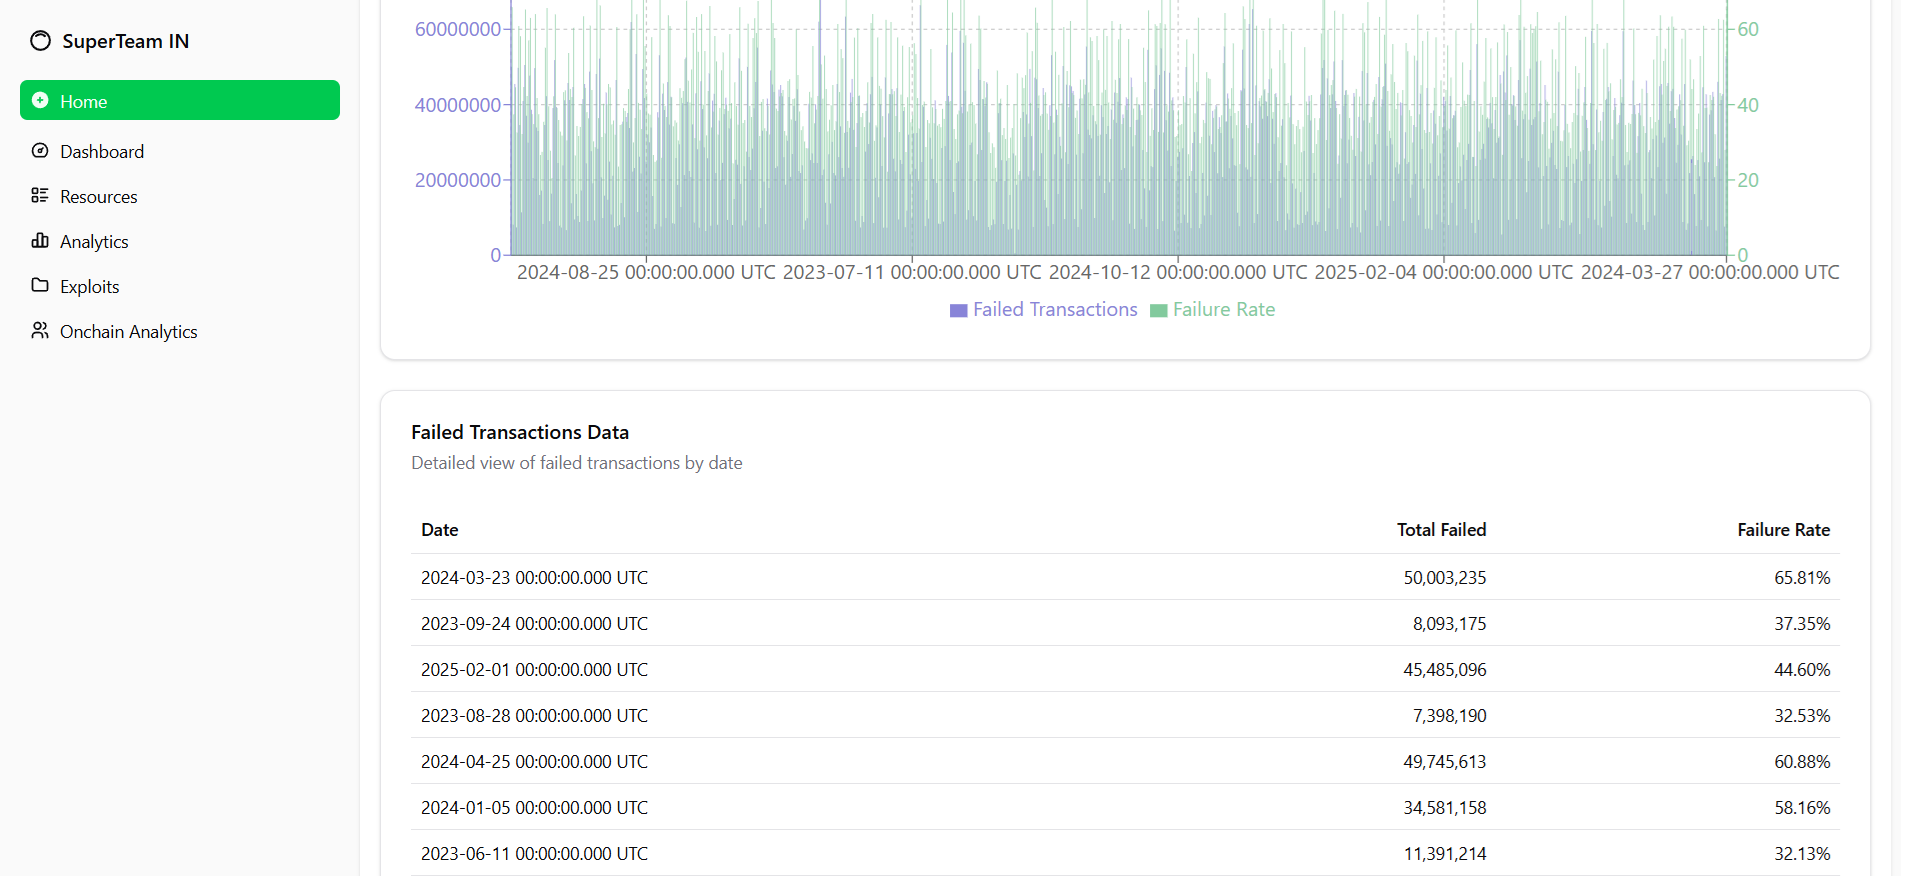 SuperTeam IN
Home
Dashboard
Resources
Analytics
Exploits
Onchain Analytics
60000000
40000000
20000000
0
60
40
20
0
2024-08-25 00:00:00.000 UTC 2023-07-11 00:00:00.000 UTC 2024-10-12 00:00:00.000 UTC 2025-02-04 00:00:00.000 UTC 2024-03-27 00:00:00.000 UTC
Failed Transactions Failure Rate
Failed Transactions Data
Detailed view of failed transactions by date
Date Total Failed Failure Rate
2024-03-23 00:00:00.000 UTC 50,003,235 65.81%
2023-09-24 00:00:00.000 UTC 8,093,175 37.35%
2025-02-01 00:00:00.000 UTC 45,485,096 44.60%
2023-08-28 00:00:00.000 UTC 7,398,190 32.53%
2024-04-25 00:00:00.000 UTC 49,745,613 60.88%
2024-01-05 00:00:00.000 UTC 34,581,158 58.16%
2023-06-11 00:00:00.000 UTC 11,391,214 32.13%